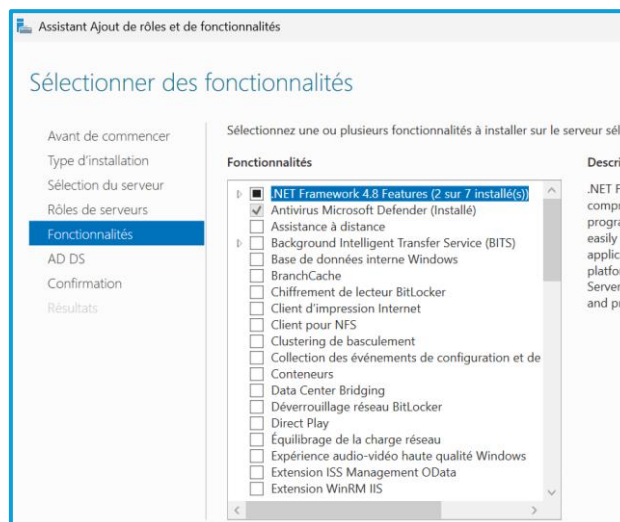 Assistant Ajout de rôles et de fonctionnalités
Sélectionner des fonctionnalités
Avant de commencer
Type d'installation
Sélection du serveur
Rôles de serveurs
Fonctionnalités
AD DS
Confirmation
Résultats
Sélectionnez une ou plusieurs fonctionnalités à installer sur le serveur sél
Fonctionnalités
.NET Framework 4.8 Features (2 sur 7 installé(s))
Antivirus Microsoft Defender (Installé)
Assistance à distance
Background Intelligent Transfer Service (BITS)
Base de données interne Windows
BranchCache
Chiffrement de lecteur BitLocker
Client d'impression Internet
Client pour NFS
Clustering de basculement
Collection des événements de configuration et de
Conteneurs
Data Center Bridging
Déverrouillage réseau BitLocker
Direct Play
Équilibrage de la charge réseau
Expérience audio-vidéo haute qualité Windows
Extension ISS Management OData
Extension WinRM IIS
Descri
.NET F
compr
progra
easily
applic
platfor
Server
and pr